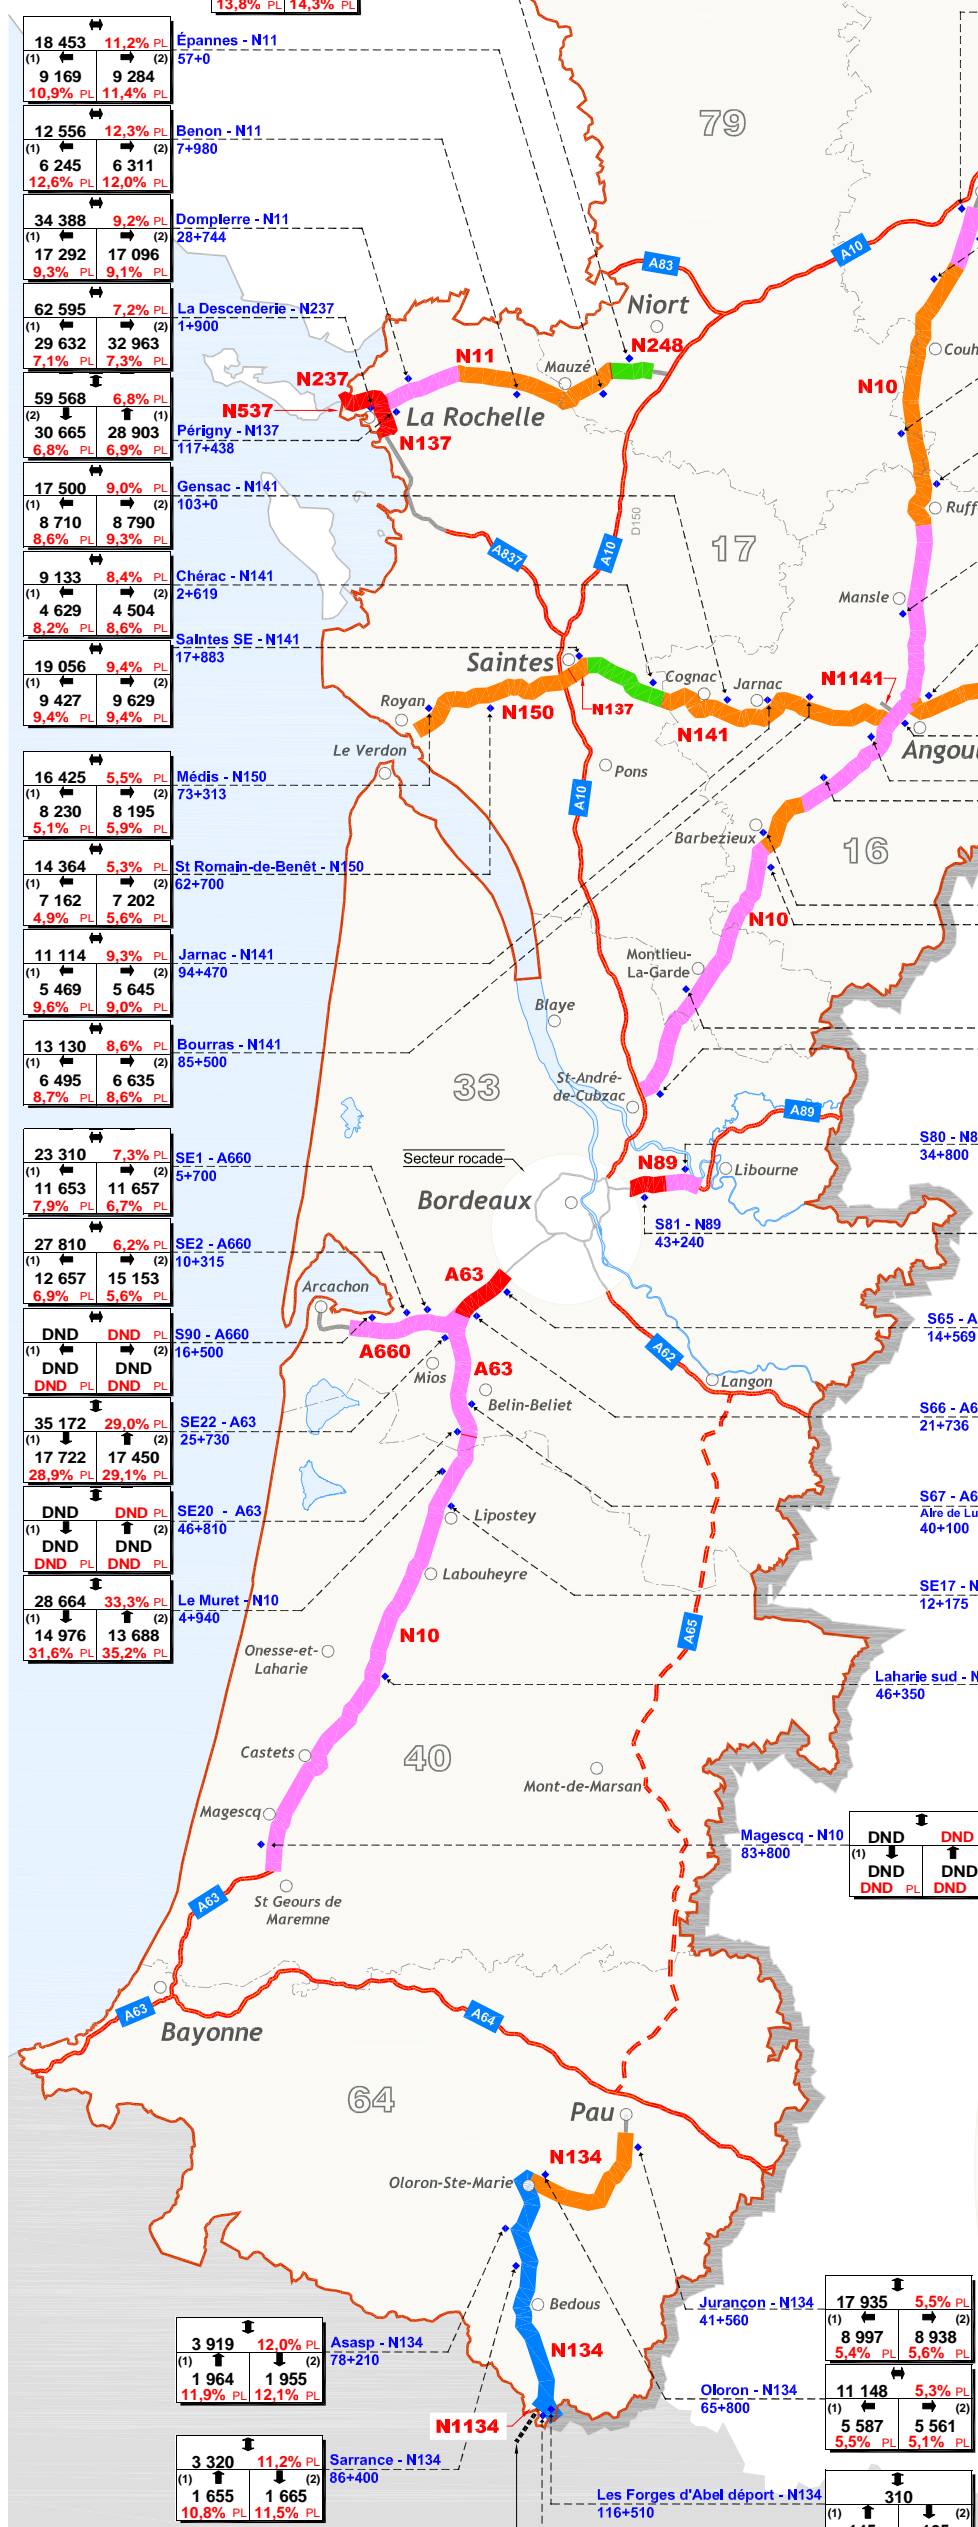 13,8% PL 14,3% PL
18 453 11,2% PL
(1) (2)
9 169 9 284
10,9% PL 11,4% PL
Épannes - N11
57+0
12 556 12,3% PL
(1) (2)
6 245 6 311
12,6% PL 12,0% PL
Benon - N11
7+980
34 388 9,2% PL
(1) (2)
17 292 17 096
9,3% PL 9,1% PL
Dompierre - N11
28+744
62 595 7,2% PL
(1) (2)
29 632 32 963
7,1% PL 7,3% PL
La Descenderie - N237
1+900
59 568 6,8% PL
(2) (1)
30 665 28 903
6,8% PL 6,9% PL
Périgny - N137
117+438
17 500 9,0% PL
(1) (2)
8 710 8 790
8,6% PL 9,3% PL
Gensac - N141
103+0
9 133 8,4% PL
(1) (2)
4 629 4 504
8,2% PL 8,6% PL
Chérac - N141
2+619
19 056 9,4% PL
(1) (2)
9 427 9 629
9,4% PL 9,4% PL
Saintes SE - N141
17+883
16 425 5,5% PL
(1) (2)
8 230 8 195
5,1% PL 5,9% PL
Médis - N150
73+313
14 364 5,3% PL
(1) (2)
7 162 7 202
4,9% PL 5,6% PL
St Romain-de-Benêt - N150
62+700
11 114 9,3% PL
(1) (2)
5 469 5 645
9,6% PL 9,0% PL
Jarnac - N141
94+470
13 130 8,6% PL
(1) (2)
6 495 6 635
8,7% PL 8,6% PL
Bourras - N141
85+500
23 310 7,3% PL
(1) (2)
11 653 11 657
7,9% PL 6,7% PL
SE1 - A660
5+700
27 810 6,2% PL
(1) (2)
12 657 15 153
6,9% PL 5,6% PL
SE2 - A660
10+315
DND DND PL
(1) (2)
DND DND
DND PL DND PL
S90 - A660
16+500
35 172 29,0% PL
(1) (2)
17 722 17 450
28,9% PL 29,1% PL
SE22 - A63
25+730
DND DND PL
(1) (2)
DND DND
DND PL DND PL
SE20 - A63
46+810
28 664 33,3% PL
(1) (2)
14 976 13 688
31,6% PL 35,2% PL
Le Muret - N10
4+940
79
A83
A10
Niort
N248
N11
Mauzé
N237
N537
La Rochelle
N137
N10
Couh
D150
A837
A10
17
Ruff
Mansle
Saintes
Cognac
Jarnac
N1141
Royan
N150
N137
N141
Angoul
Le Verdon
Pons
A10
Barbezieux
16
N10
Montlieu-
La-Garde
Blaye
St-André-
de-Cubzac
33
A89
Secteur rocade
N89
Libourne
Bordeaux
S80 - N8
34+800
S81 - N89
43+240
A63
Arcachon
A660
Mios
A63
Belin-Beliet
A62
Langon
S65 - A
14+569
S66 - A6
21+736
S67 - A6
Aire de Lu
40+100
Lipostey
SE17 - N
12+175
Labouheyre
N10
A65
Onesse-et-
Laharie
Laharie sud - N
46+350
Castets
40
Mont-de-Marsan
Magescq
Magescq - N10
83+800
DND DND
(1)
DND DND
DND PL DND
A63
St Geours de
Maremne
A63
Bayonne
A64
64
Pau
N134
Oloron-Ste-Marie
Bedous
N134
N1134
Jurançon - N134
41+560
17 935 5,5% PL
(1) (2)
8 997 8 938
5,4% PL 5,6% PL
Oloron - N134
65+800
11 148 5,3% PL
(1) (2)
5 587 5 561
5,5% PL 5,1% PL
3 919 12,0% PL
(1) (2)
1 964 1 955
11,9% PL 12,1% PL
Asasp - N134
78+210
3 320 11,2% PL
(1) (2)
1 655 1 665
10,8% PL 11,5% PL
Sarrance - N134
86+400
Les Forges d'Abel déport - N134
116+510
310
(1) (2)